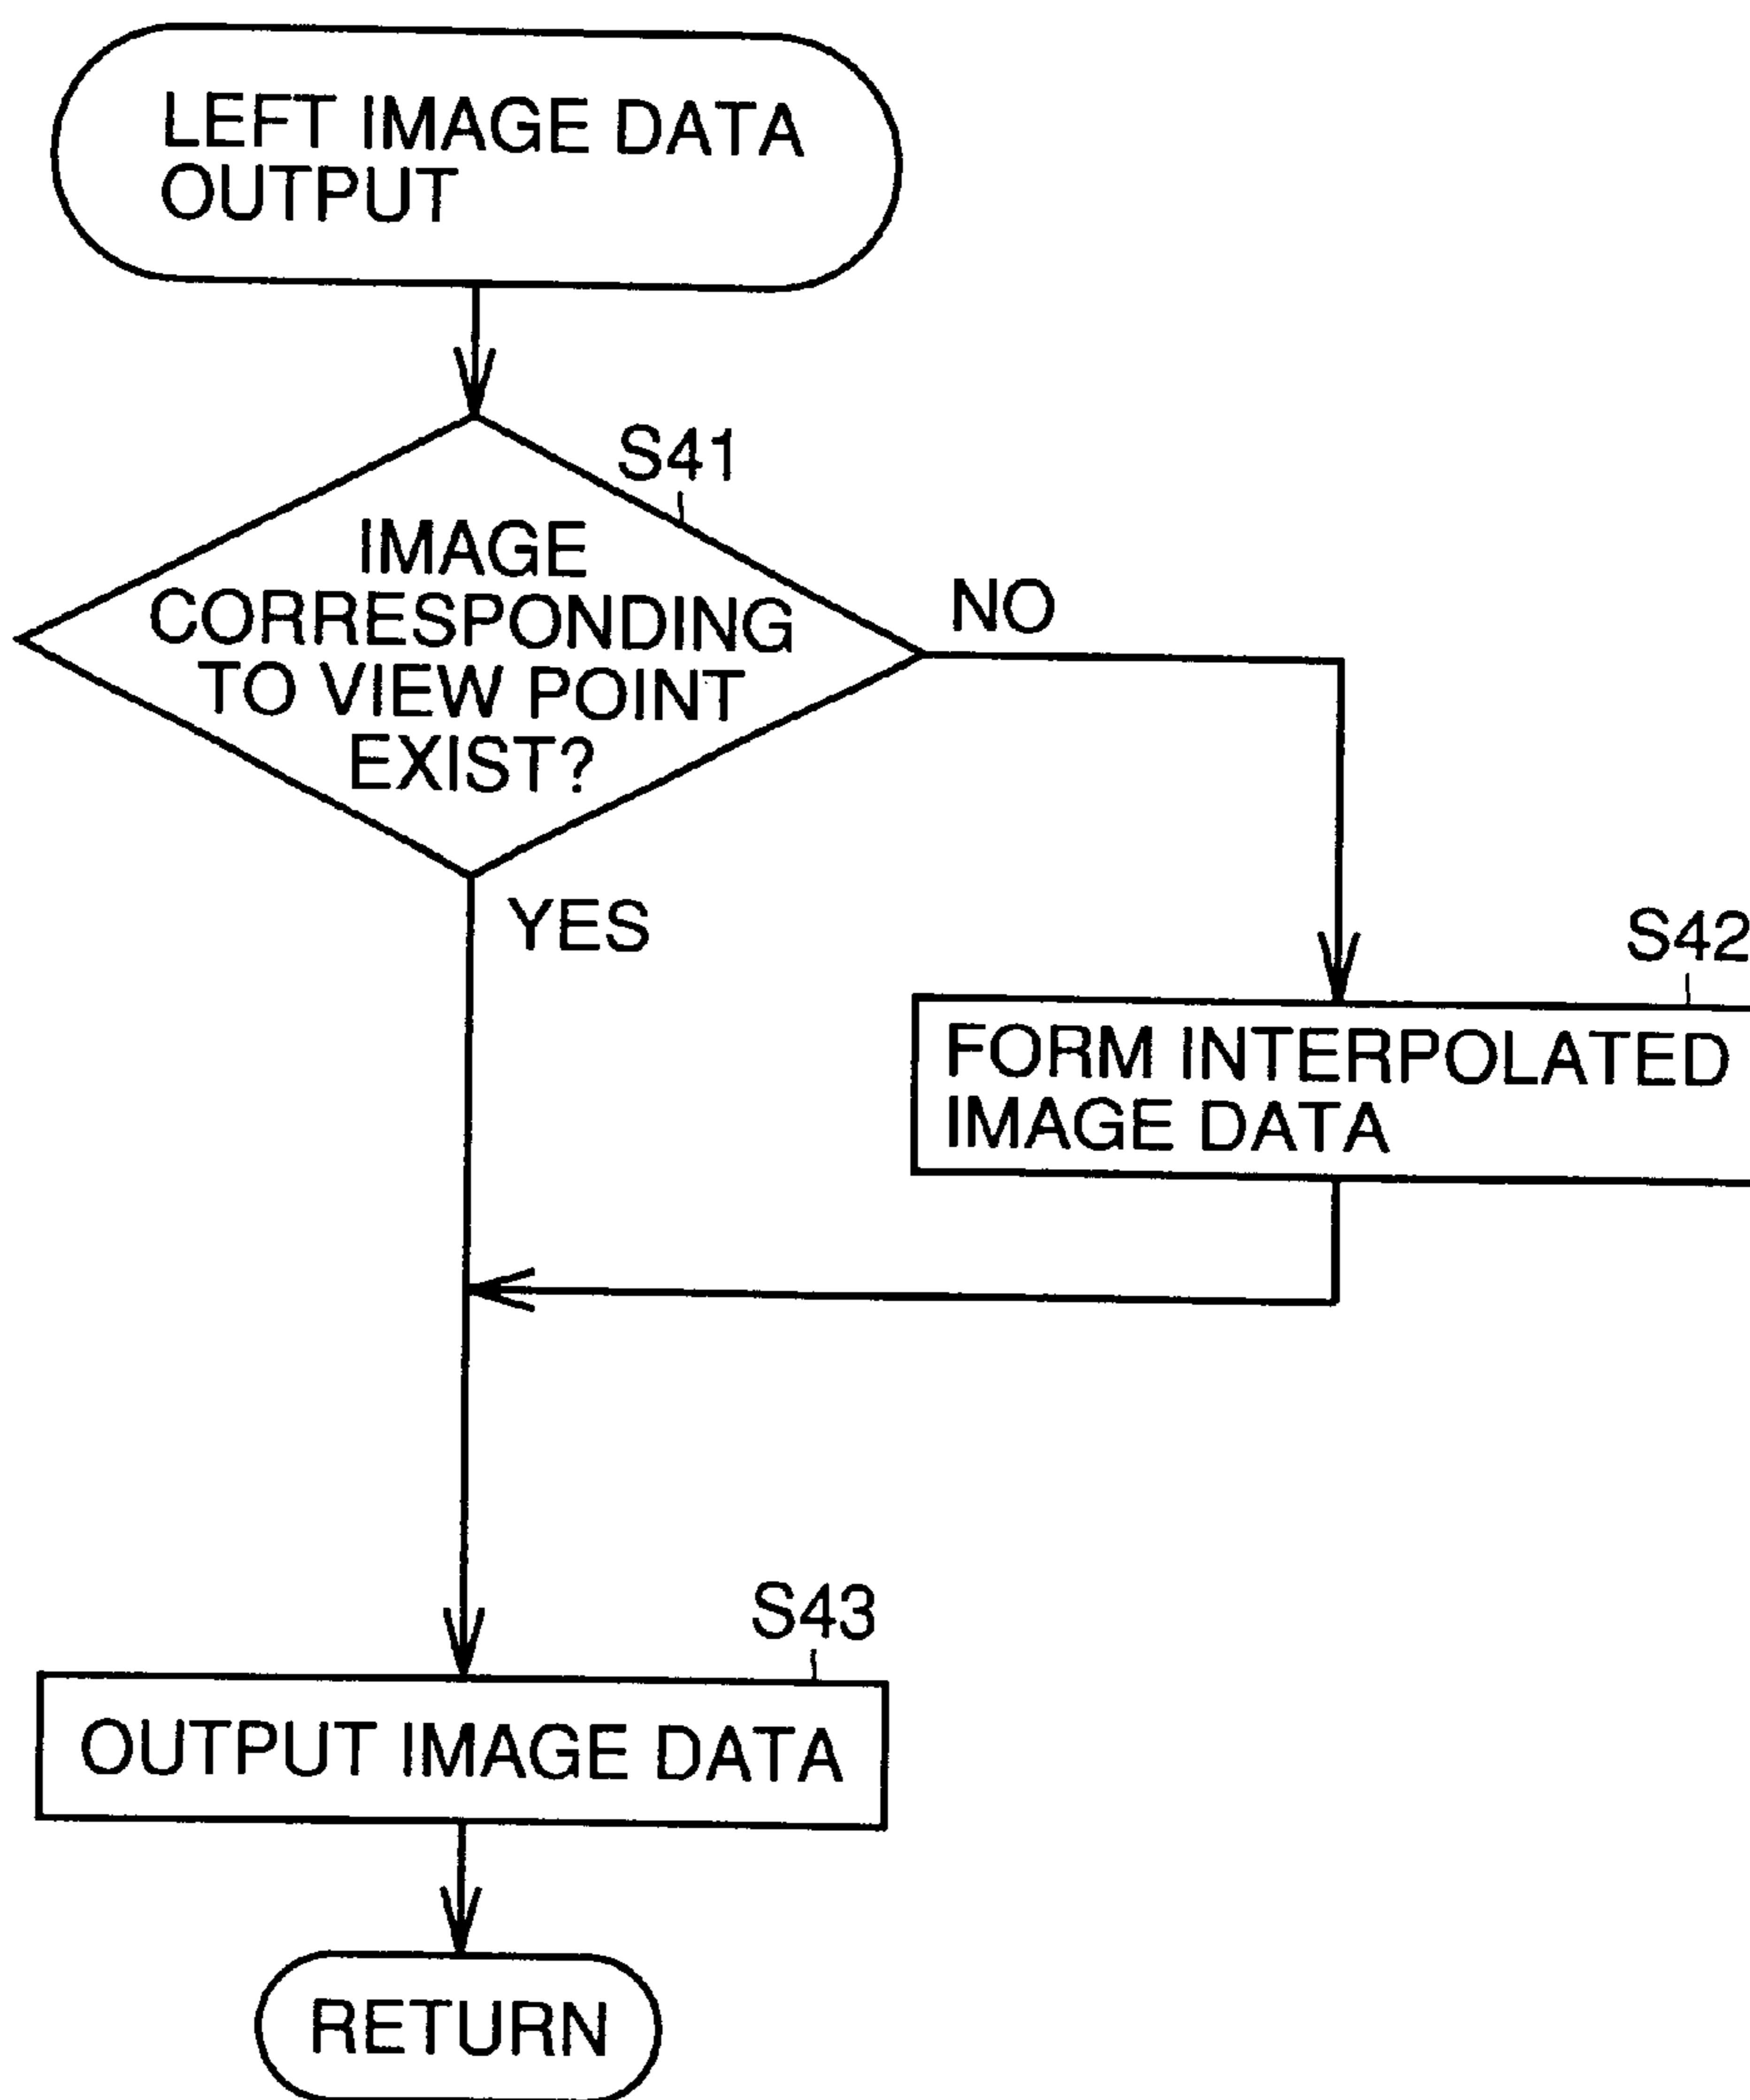 LEFT IMAGE DATA
OUTPUT
S41
IMAGE
CORRESPONDING
TO VIEW POINT
EXIST?
NO
YES
S42
FORM INTERPOLATED
IMAGE DATA
S43
OUTPUT IMAGE DATA
RETURN